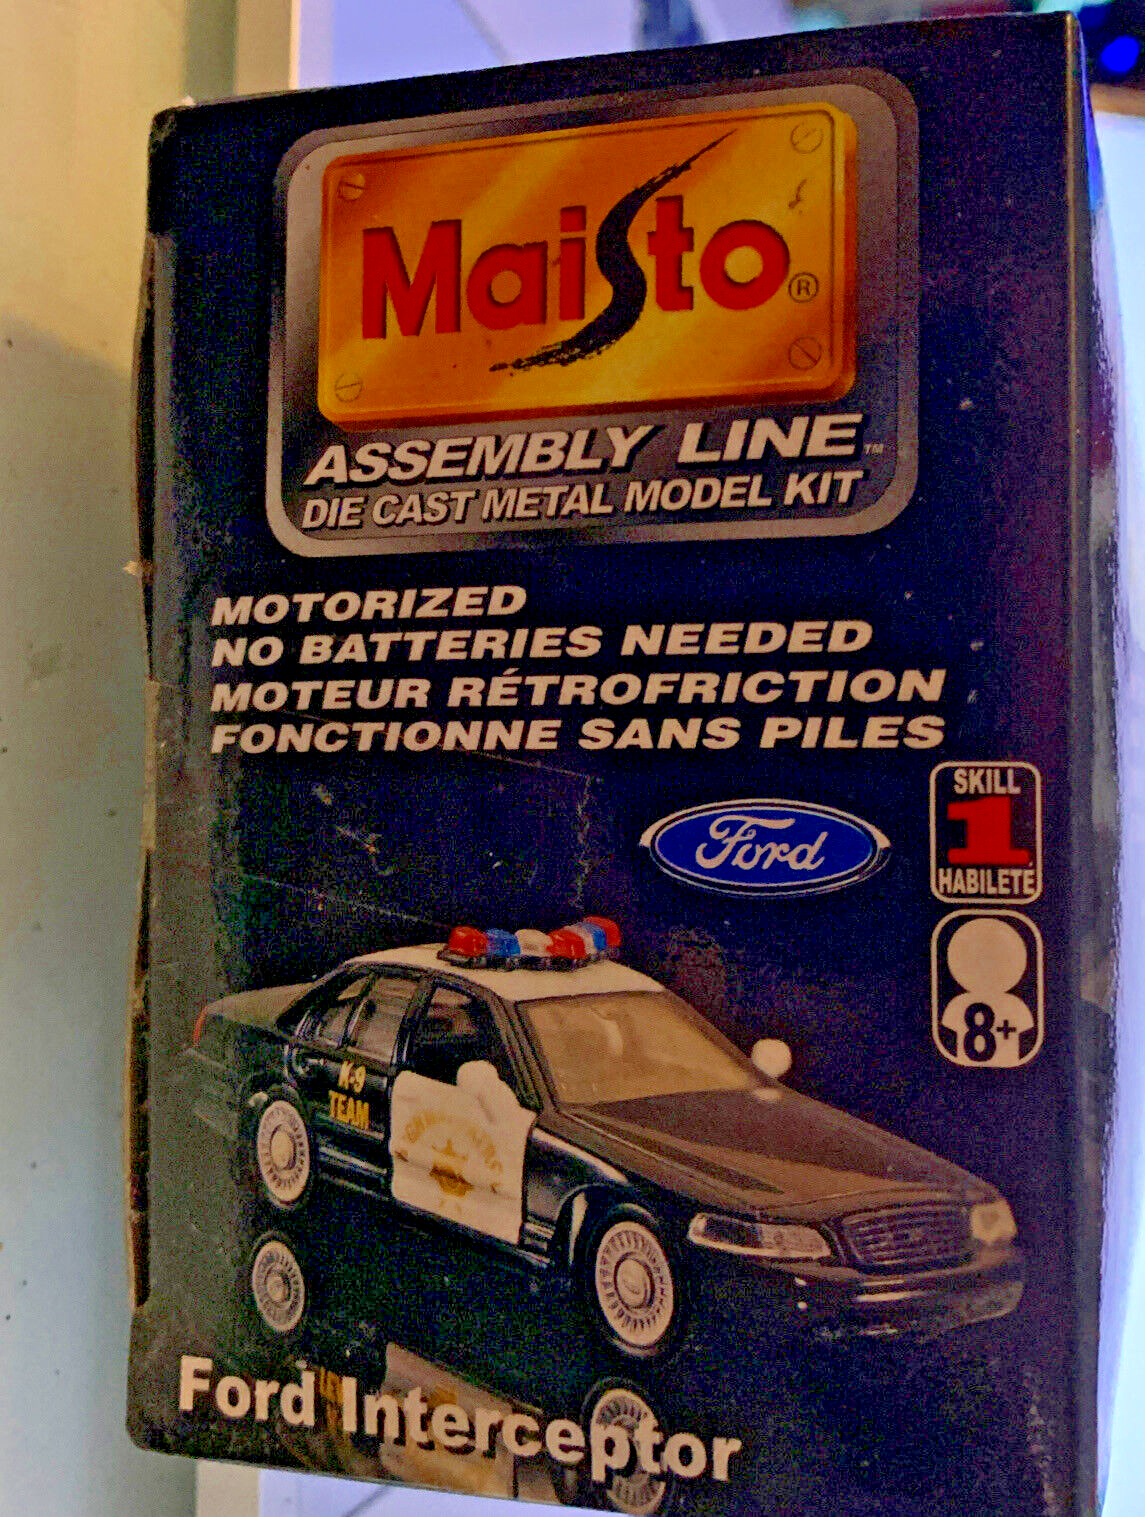 Maisto®
ASSEMBLY LINE™
DIE CAST METAL MODEL KIT
MOTORIZED
NO BATTERIES NEEDED
MOTEUR RÉTROFRICTION
FONCTIONNE SANS PILES
Ford
SKILL
1
HABILETÉ
8+
K-9
TEAM
Ford Interceptor